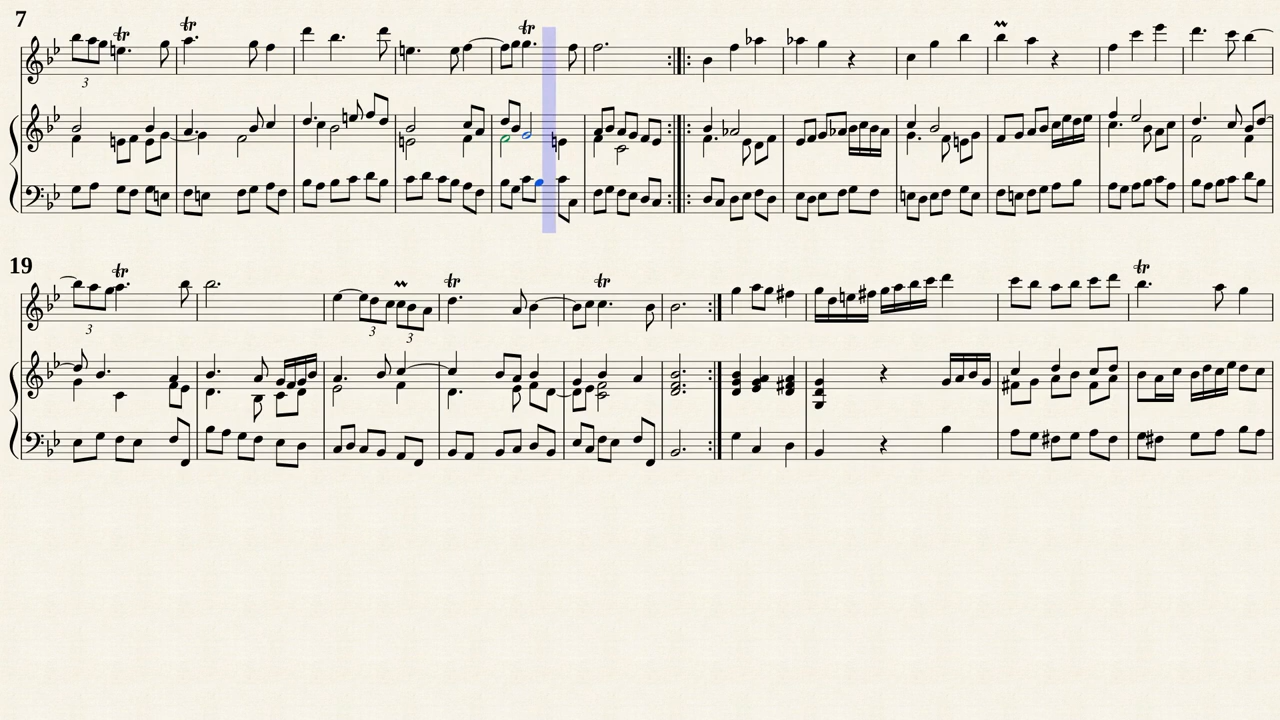 7
tr tr tr
3
19
tr tr tr tr
3 3 3